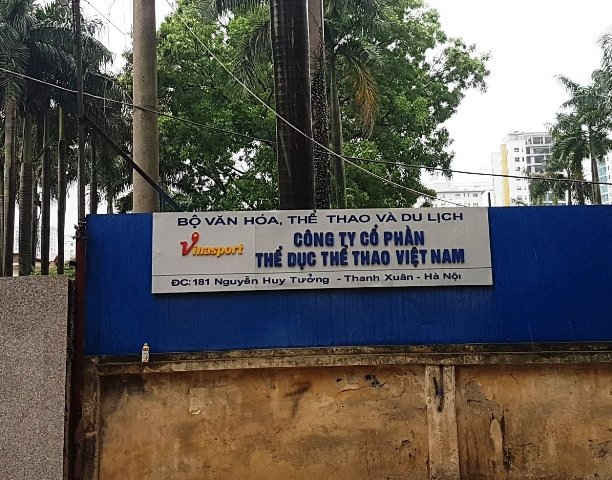 BỘ VĂN HÓA, THỂ THAO VÀ DU LỊCH
Vinasport
CÔNG TY CỔ PHẦN
THỂ DỤC THỂ THAO VIỆT NAM
ĐC: 181 Nguyễn Huy Tưởng - Thanh Xuân - Hà Nội